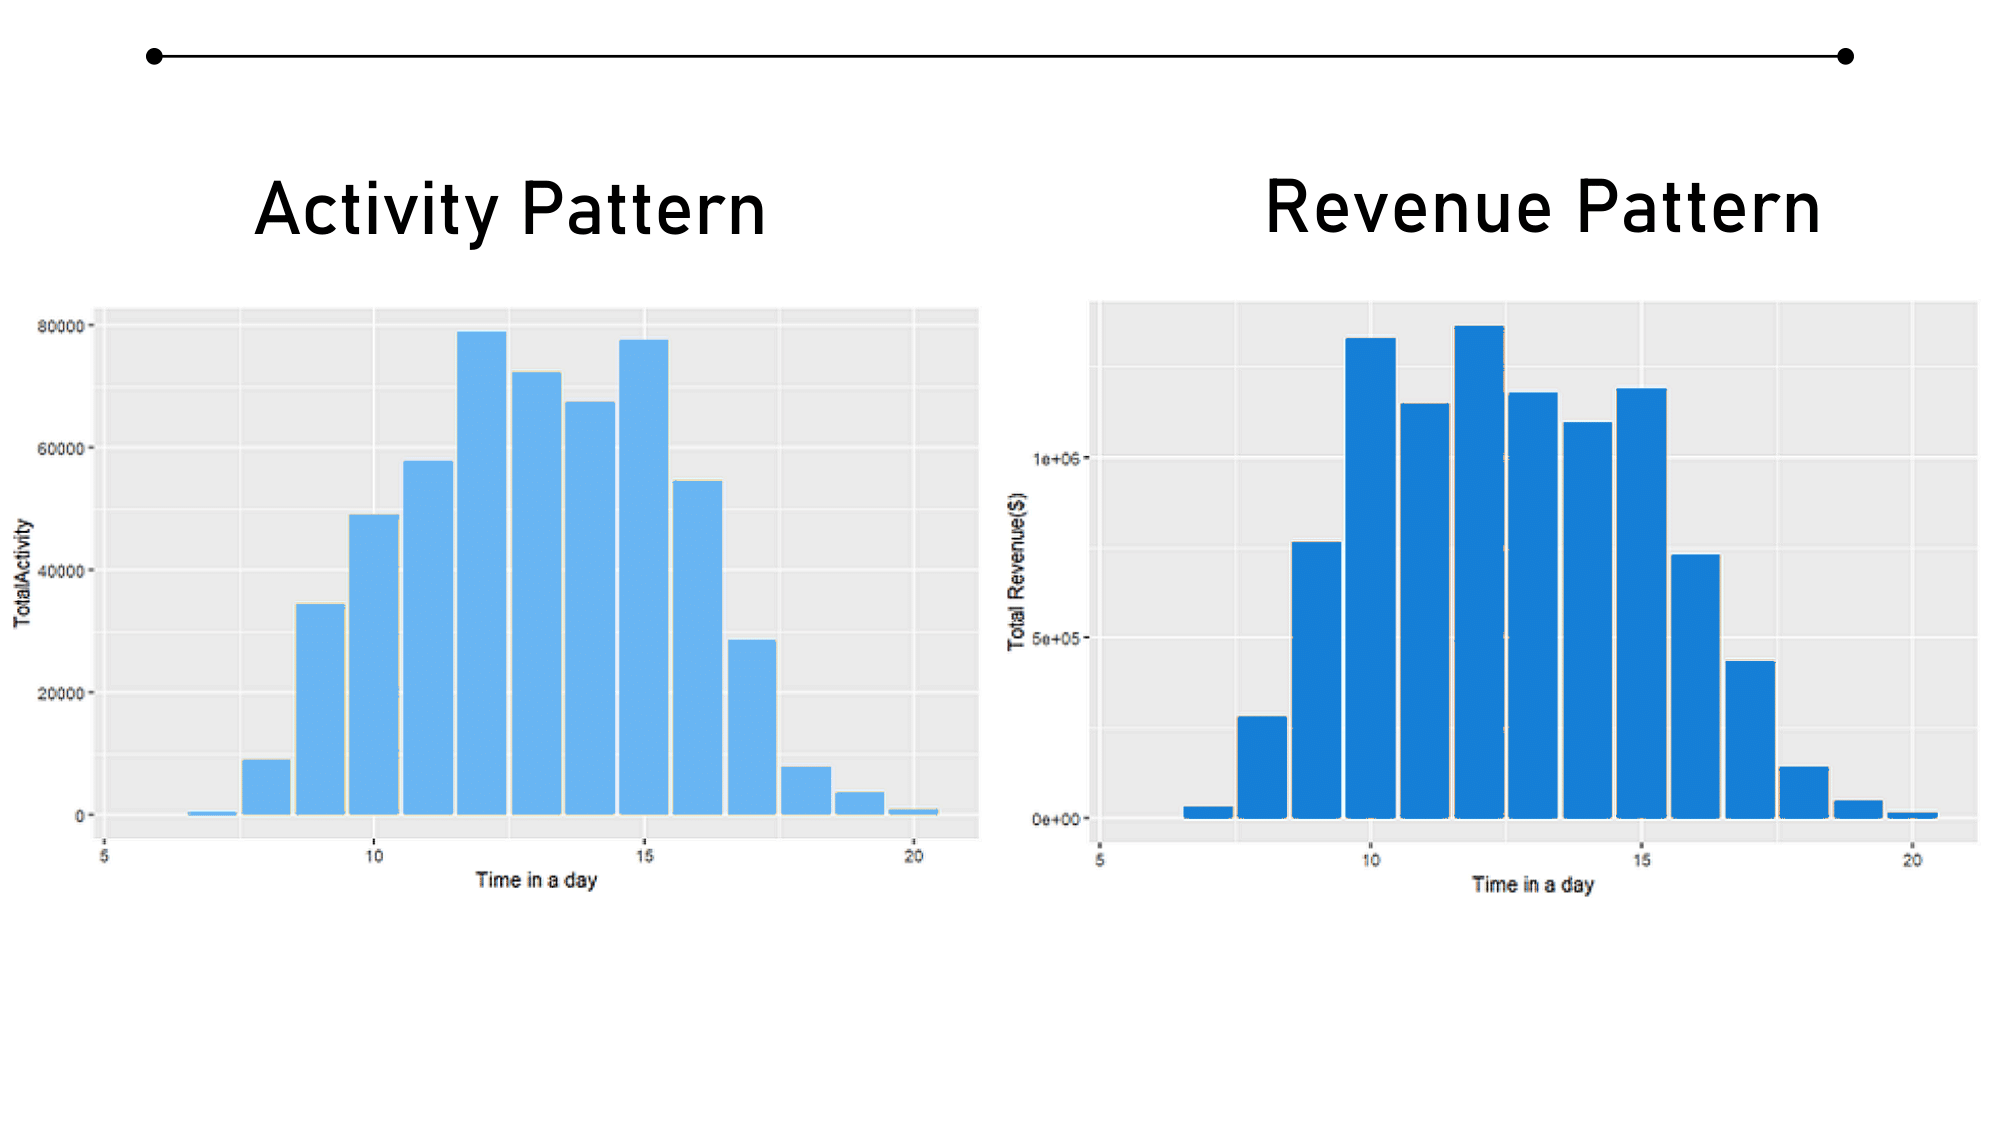 Activity Pattern
80000
60000
40000
20000
0
TotalActivity
5 10 15 20
Time in a day
Revenue Pattern
1e+06
5e+05
0e+00
Total Revenue($)
5 10 15 20
Time in a day